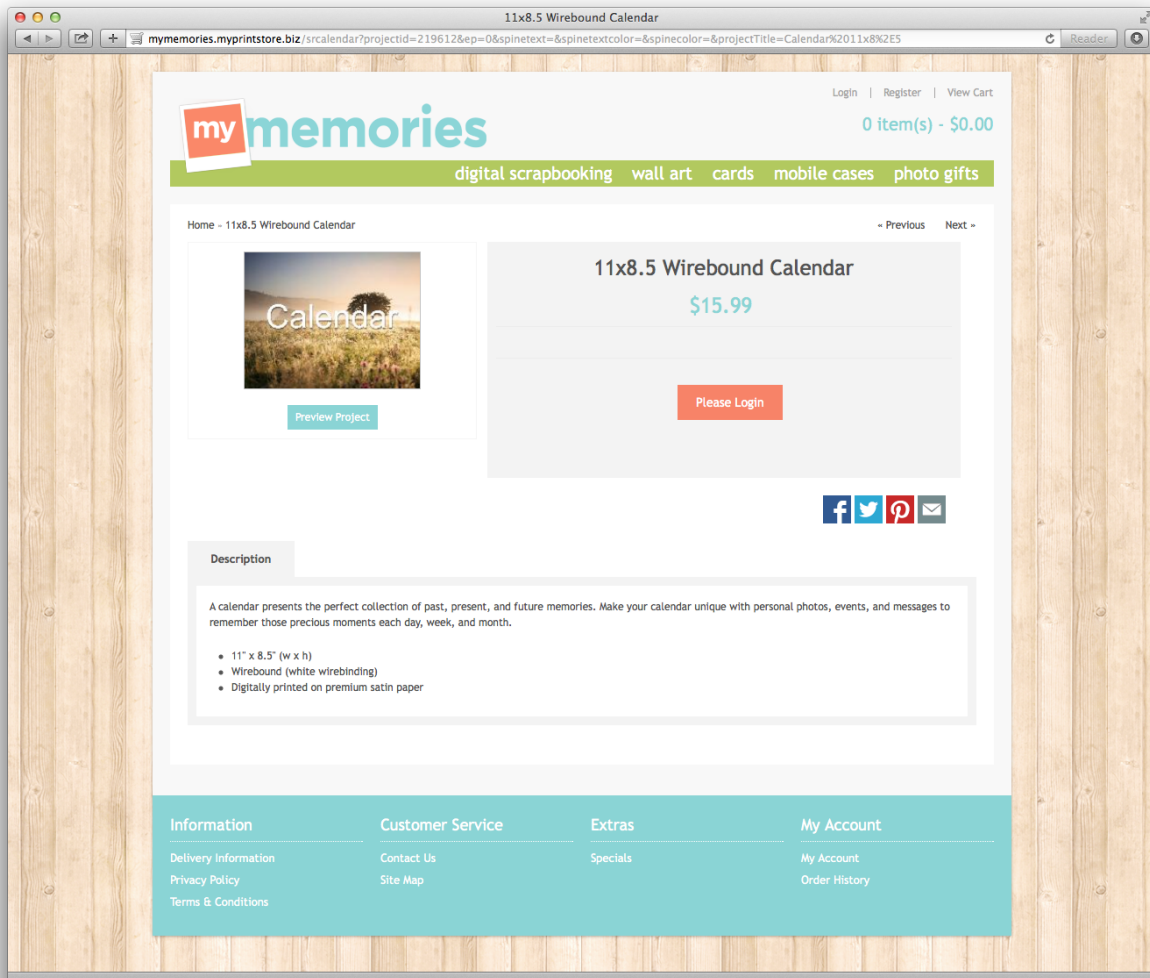 11x8.5 Wirebound Calendar
mymemories.myprintstore.biz/srcalendar?projectid=219612&ep=0&spinetext=&spinetextcolor=&spinecolor=&projectTitle=Calendar%2011x8%2E5
Reader
Login | Register | View Cart
my memories
0 item(s) - $0.00
digital scrapbooking wall art cards mobile cases photo gifts
Home » 11x8.5 Wirebound Calendar
« Previous Next »
Calendar
Preview Project
11x8.5 Wirebound Calendar
$15.99
Please Login
Description
A calendar presents the perfect collection of past, present, and future memories. Make your calendar unique with personal photos, events, and messages to
remember those precious moments each day, week, and month.
• 11" x 8.5" (w x h)
• Wirebound (white wirebinding)
• Digitally printed on premium satin paper
Information
Delivery Information
Privacy Policy
Terms & Conditions
Customer Service
Contact Us
Site Map
Extras
Specials
My Account
My Account
Order History